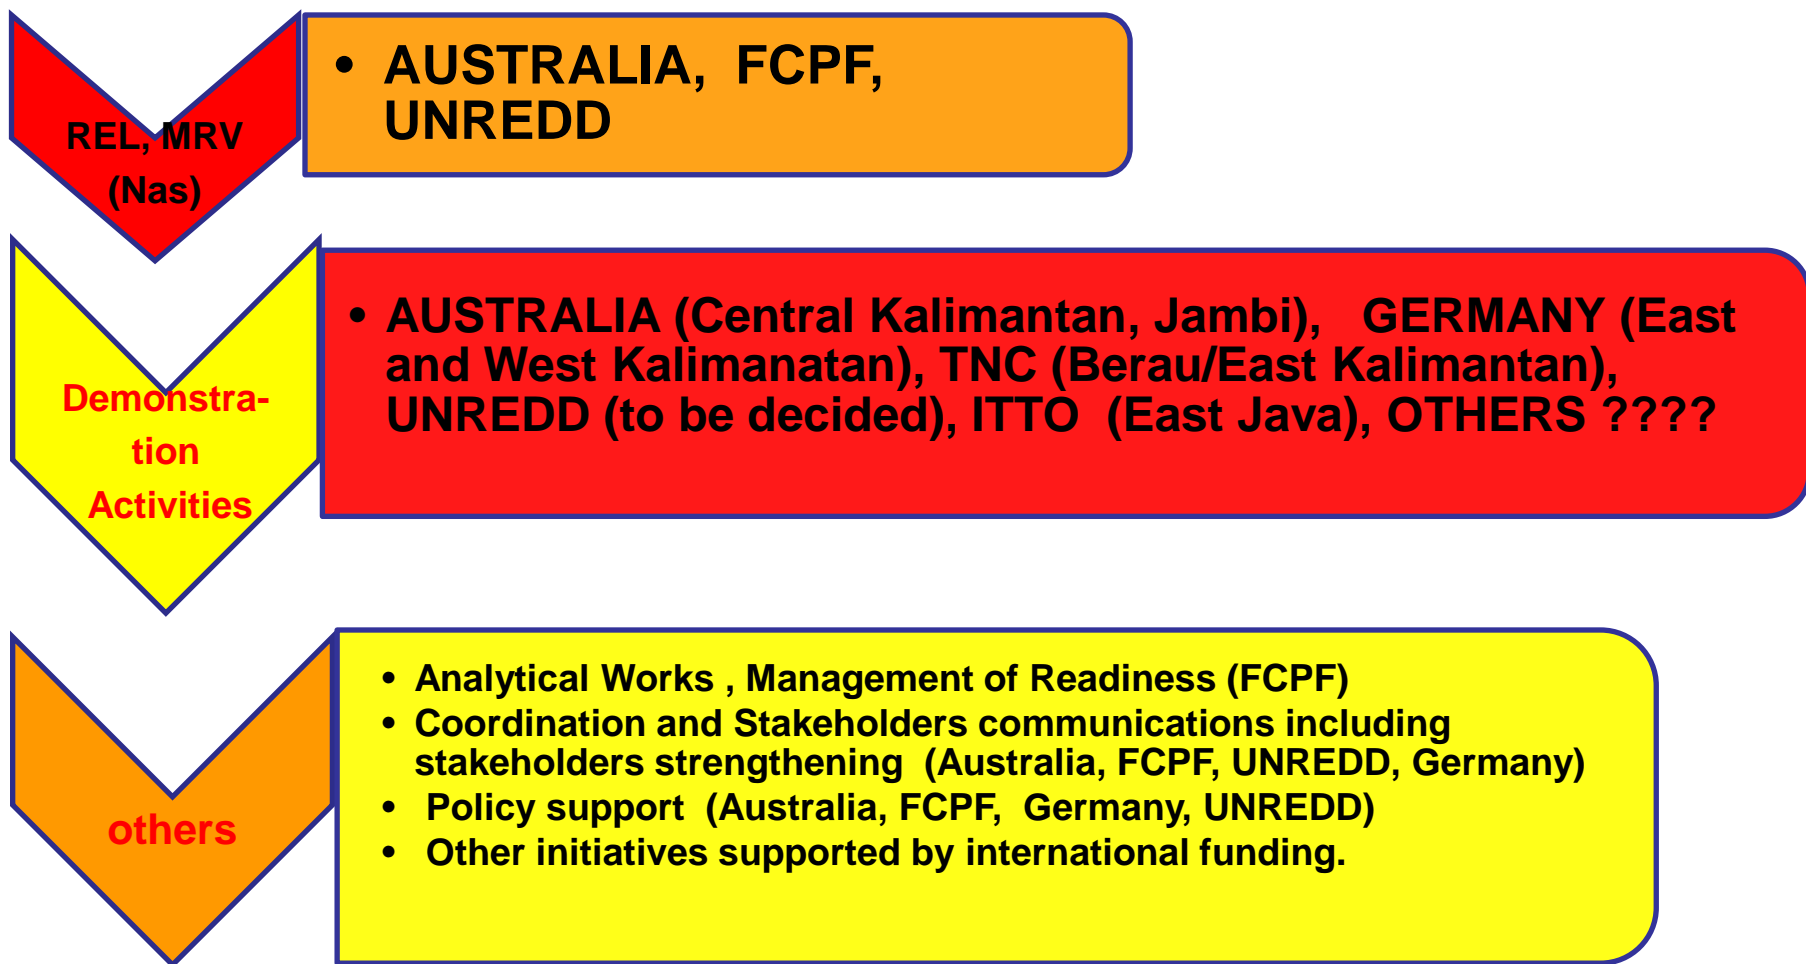 REL, MRV
(Nas)
• AUSTRALIA, FCPF,
UNREDD
Demonstra-
tion
Activities
• AUSTRALIA (Central Kalimantan, Jambi), GERMANY (East
and West Kalimanatan), TNC (Berau/East Kalimantan),
UNREDD (to be decided), ITTO (East Java), OTHERS ????
others
• Analytical Works , Management of Readiness (FCPF)
• Coordination and Stakeholders communications including
stakeholders strengthening (Australia, FCPF, UNREDD, Germany)
• Policy support (Australia, FCPF, Germany, UNREDD)
• Other initiatives supported by international funding.